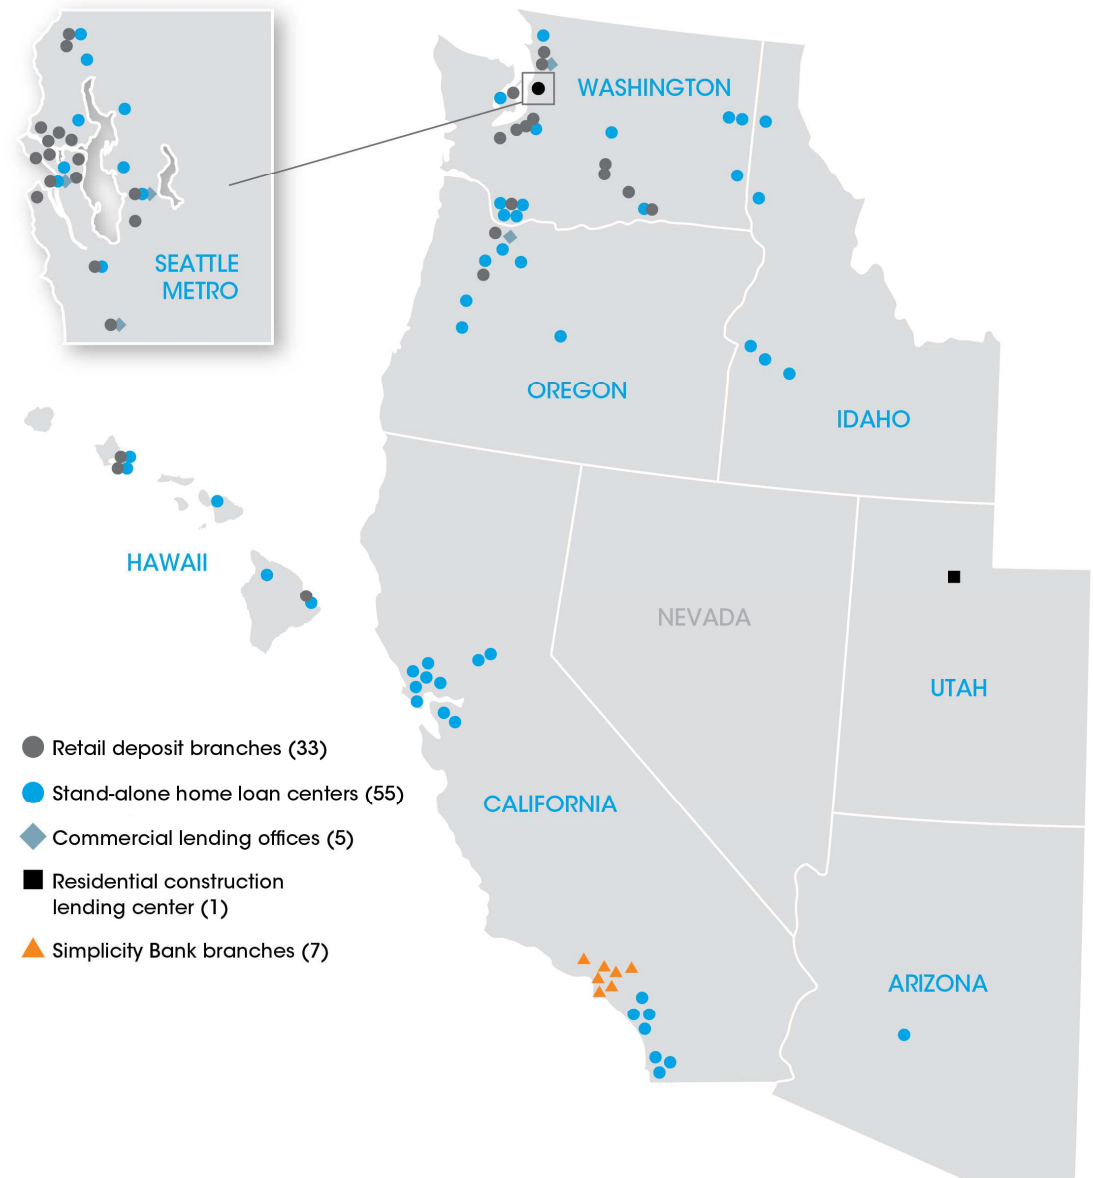 WASHINGTON
SEATTLE
METRO
OREGON
IDAHO
HAWAII
NEVADA
UTAH
Retail deposit branches (33)
Stand-alone home loan centers (55)
CALIFORNIA
Commercial lending offices (5)
Residential construction
lending center (1)
Simplicity Bank branches (7)
ARIZONA